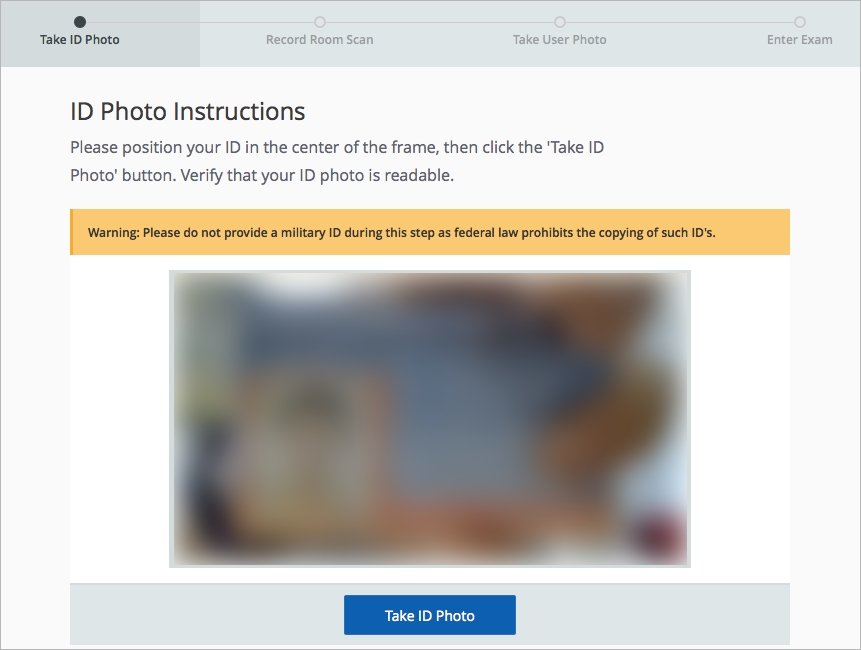 Take ID Photo
Record Room Scan
Take User Photo
Enter Exam
ID Photo Instructions
Please position your ID in the center of the frame, then click the 'Take ID
Photo' button. Verify that your ID photo is readable.
Warning: Please do not provide a military ID during this step as federal law prohibits the copying of such ID's.
Take ID Photo